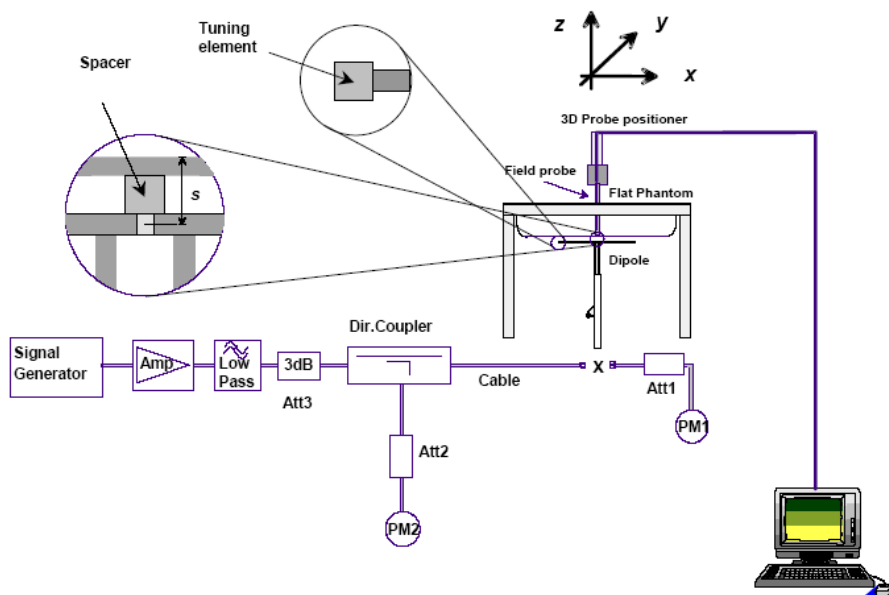 Tuning
element
Spacer
s
z
y
x
3D Probe positioner
Field probe
Flat Phantom
Dipole
Dir.Coupler
Signal
Generator
Amp
Low
Pass
3dB
Att3
Cable
X
Att1
PM1
Att2
PM2